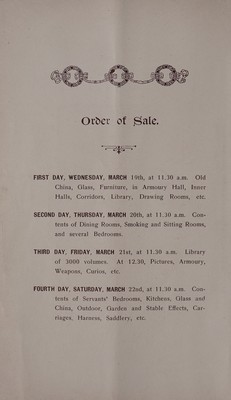 Order of Sale.
FIRST DAY, WEDNESDAY, MARCH 19th, at 11.30 a.m. Old
China, Glass, Furniture, in Armoury Hall, Inner
Halls, Corridors, Library, Drawing Rooms, etc.
SECOND DAY, THURSDAY, MARCH 20th, at 11.30 a.m. Con-
tents of Dining Rooms, Smoking and Sitting Rooms,
and several Bedrooms.
THIRD DAY, FRIDAY, MARCH 21st, at 11.30 a.m. Library
of 3000 volumes. At 12.30, Pictures, Armoury,
Weapons, Curios, etc.
FOURTH DAY, SATURDAY, MARCH 22nd, at 11.30 a.m. Con-
tents of Servants' Bedrooms, Kitchens, Glass and
China, Outdoor, Garden and Stable Effects, Car-
riages, Harness, Saddlery, etc.